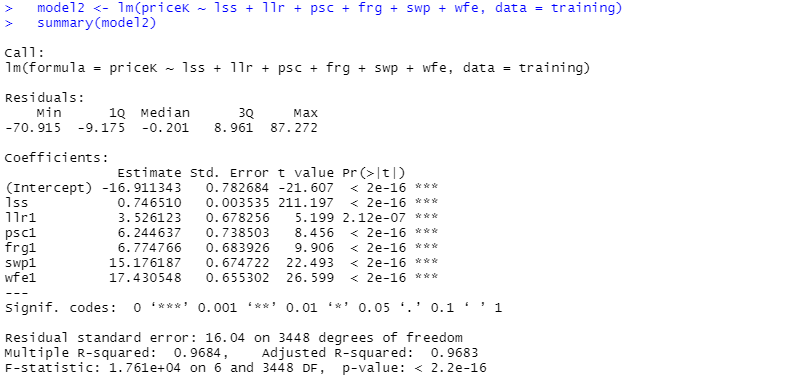 >   model2 <- lm(priceK ~ lss + llr + psc + frg + swp + wfe, data = training)
>   summary(model2)
Call:
lm(formula = priceK ~ lss + llr + psc + frg + swp + wfe, data = training)
Residuals:
    Min      1Q  Median      3Q     Max
-70.915  -9.175  -0.201   8.961  87.272
Coefficients:
              Estimate Std. Error t value Pr(>|t|)
(Intercept) -16.911343   0.782684 -21.607  < 2e-16 ***
lss           0.746510   0.003535 211.197  < 2e-16 ***
llr1          3.526123   0.678256   5.199 2.12e-07 ***
psc1          6.244637   0.738503   8.456  < 2e-16 ***
frg1          6.774766   0.683926   9.906  < 2e-16 ***
swp1         15.176187   0.674722  22.493  < 2e-16 ***
wfe1         17.430548   0.655302  26.599  < 2e-16 ***
---
Signif. codes:  0 ‘***’ 0.001 ‘**’ 0.01 ‘*’ 0.05 ‘.’ 0.1 ‘ ’ 1
Residual standard error: 16.04 on 3448 degrees of freedom
Multiple R-squared:  0.9684,	Adjusted R-squared:  0.9683
F-statistic: 1.761e+04 on 6 and 3448 DF,  p-value: < 2.2e-16